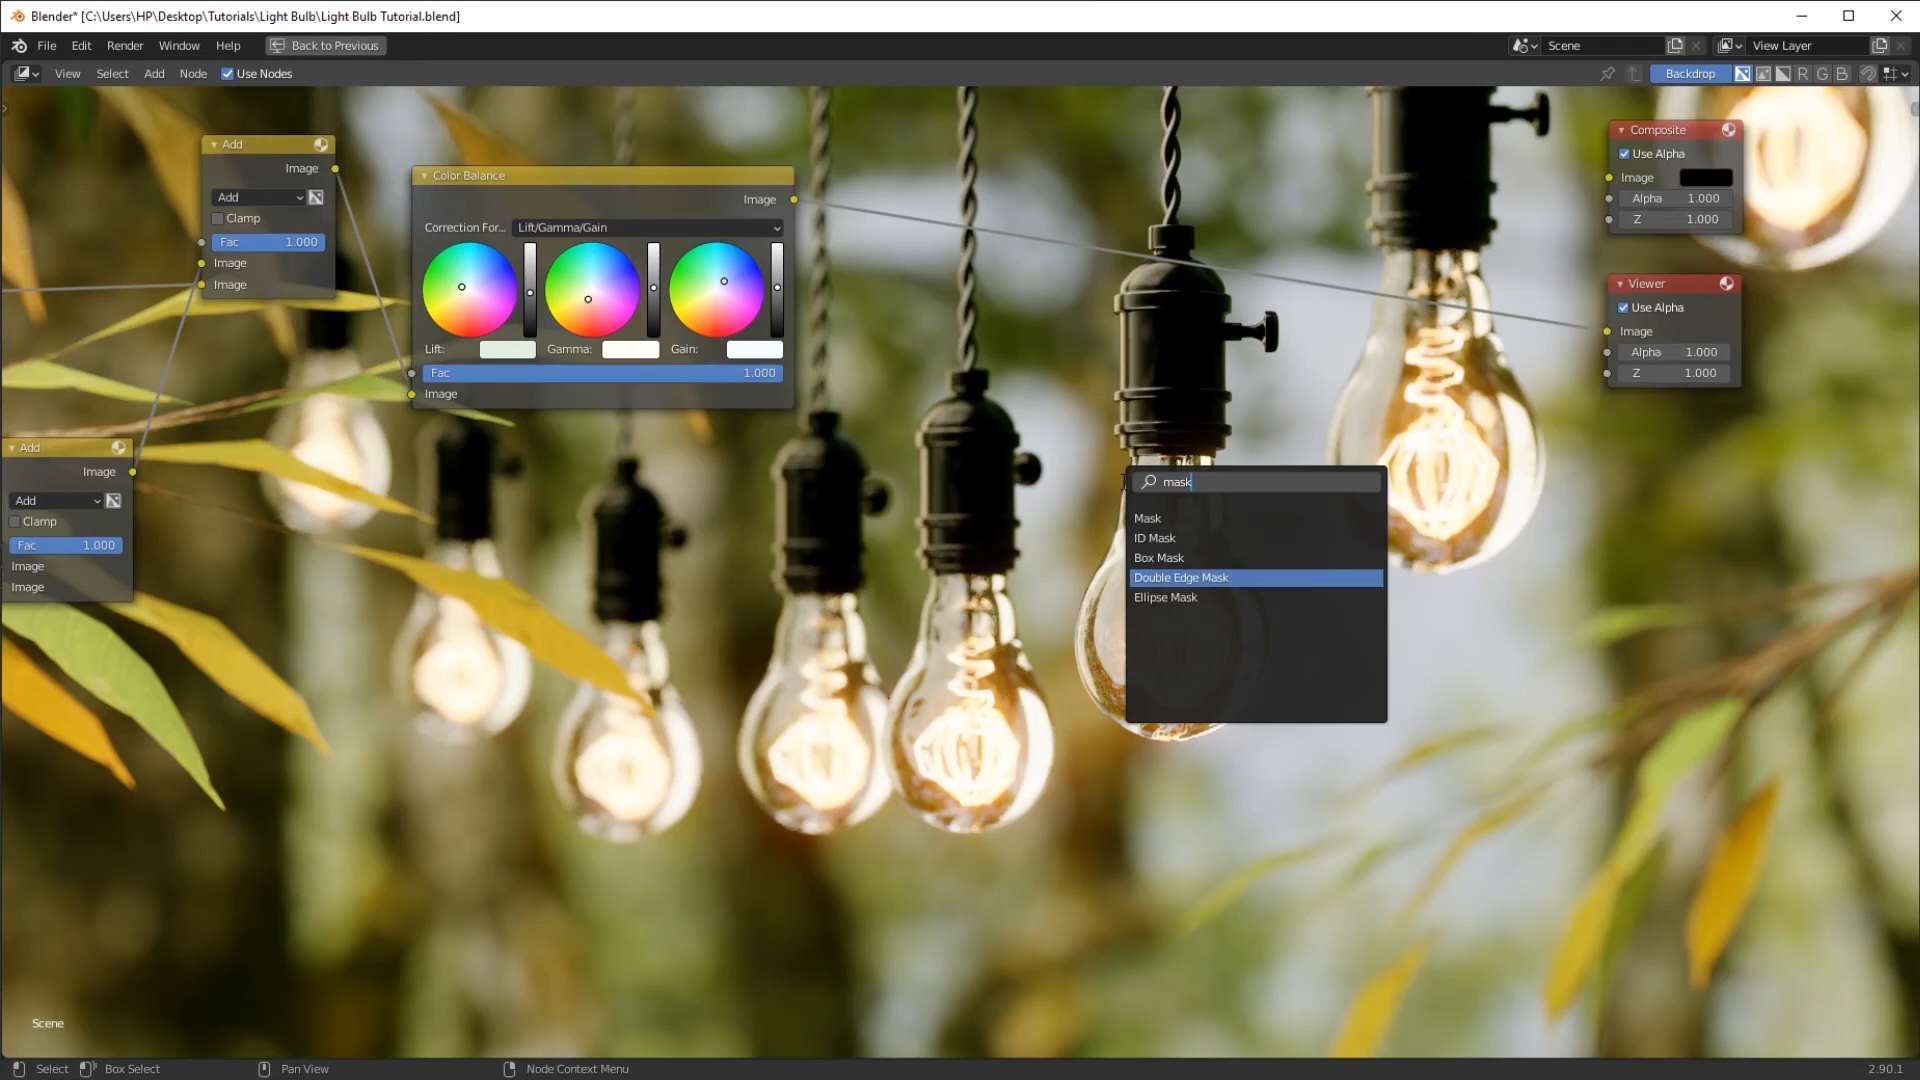 Blender* [C:\Users\HP\Desktop\Tutorials\Light Bulb\Light Bulb Tutorial.blend]
File Edit Render Window Help Back to Previous Scene View Layer
View Select Add Node Use Nodes Backdrop R G B
Add
Image
Add
Clamp
Fac 1.000
Image
Image
Color Balance
Image
Correction For... Lift/Gamma/Gain
Lift: Gamma: Gain:
Fac 1.000
Image
Composite
Use Alpha
Image
Alpha 1.000
Z 1.000
Viewer
Use Alpha
Image
Alpha 1.000
Z 1.000
Add
Image
Add
Clamp
Fac 1.000
Image
Image
mask
Mask
ID Mask
Box Mask
Double Edge Mask
Ellipse Mask
Scene
Select Box Select Pan View Node Context Menu 2.90.1